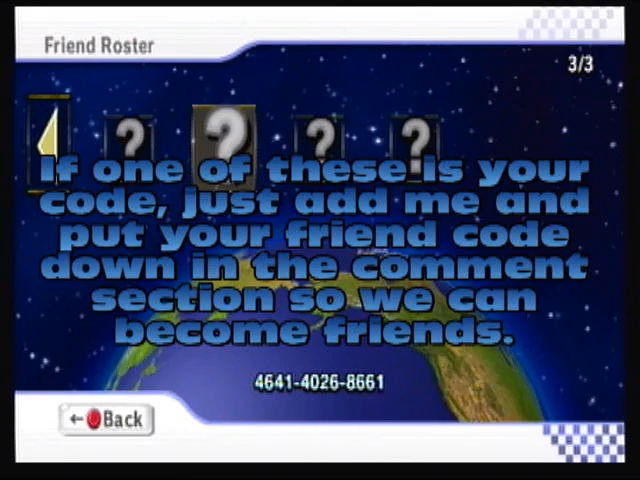 Friend Roster
3/3
? ? ? ?
If one of these is your
code, just add me and
put your friend code
down in the comment
section so we can
become friends.
4641-4026-8661
←Back